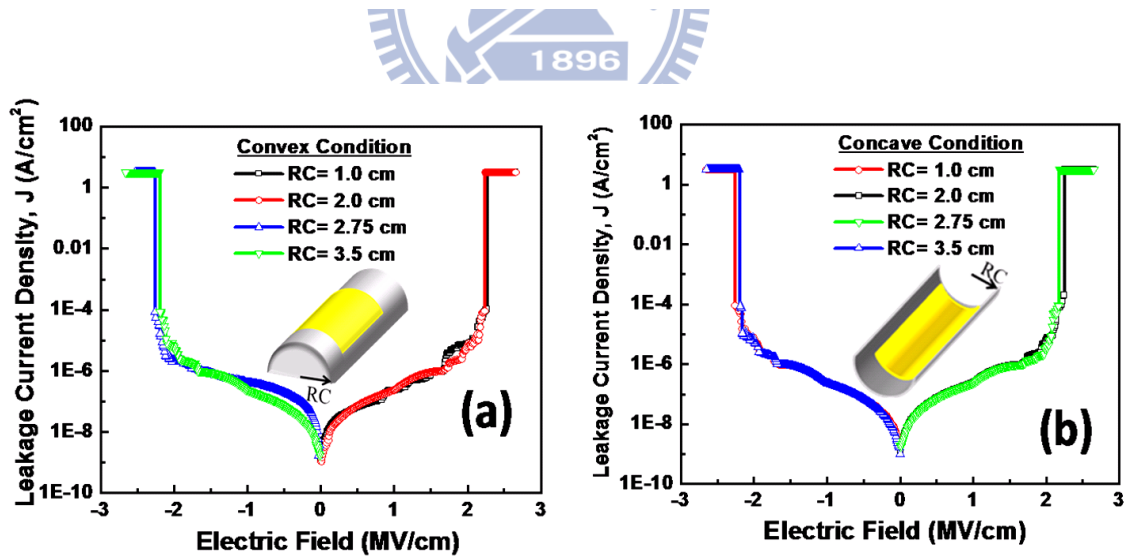 1896
Convex Condition
RC= 1.0 cm
RC= 2.0 cm
RC= 2.75 cm
RC= 3.5 cm
RC
(a)
Leakage Current Density, J (A/cm²)
100
1
0.01
1E-4
1E-6
1E-8
1E-10
-3 -2 -1 0 1 2 3
Electric Field (MV/cm)
Concave Condition
RC= 1.0 cm
RC= 2.0 cm
RC= 2.75 cm
RC= 3.5 cm
RC
(b)
Leakage Current Density, J (A/cm²)
100
1
0.01
1E-4
1E-6
1E-8
1E-10
-3 -2 -1 0 1 2 3
Electric Field (MV/cm)